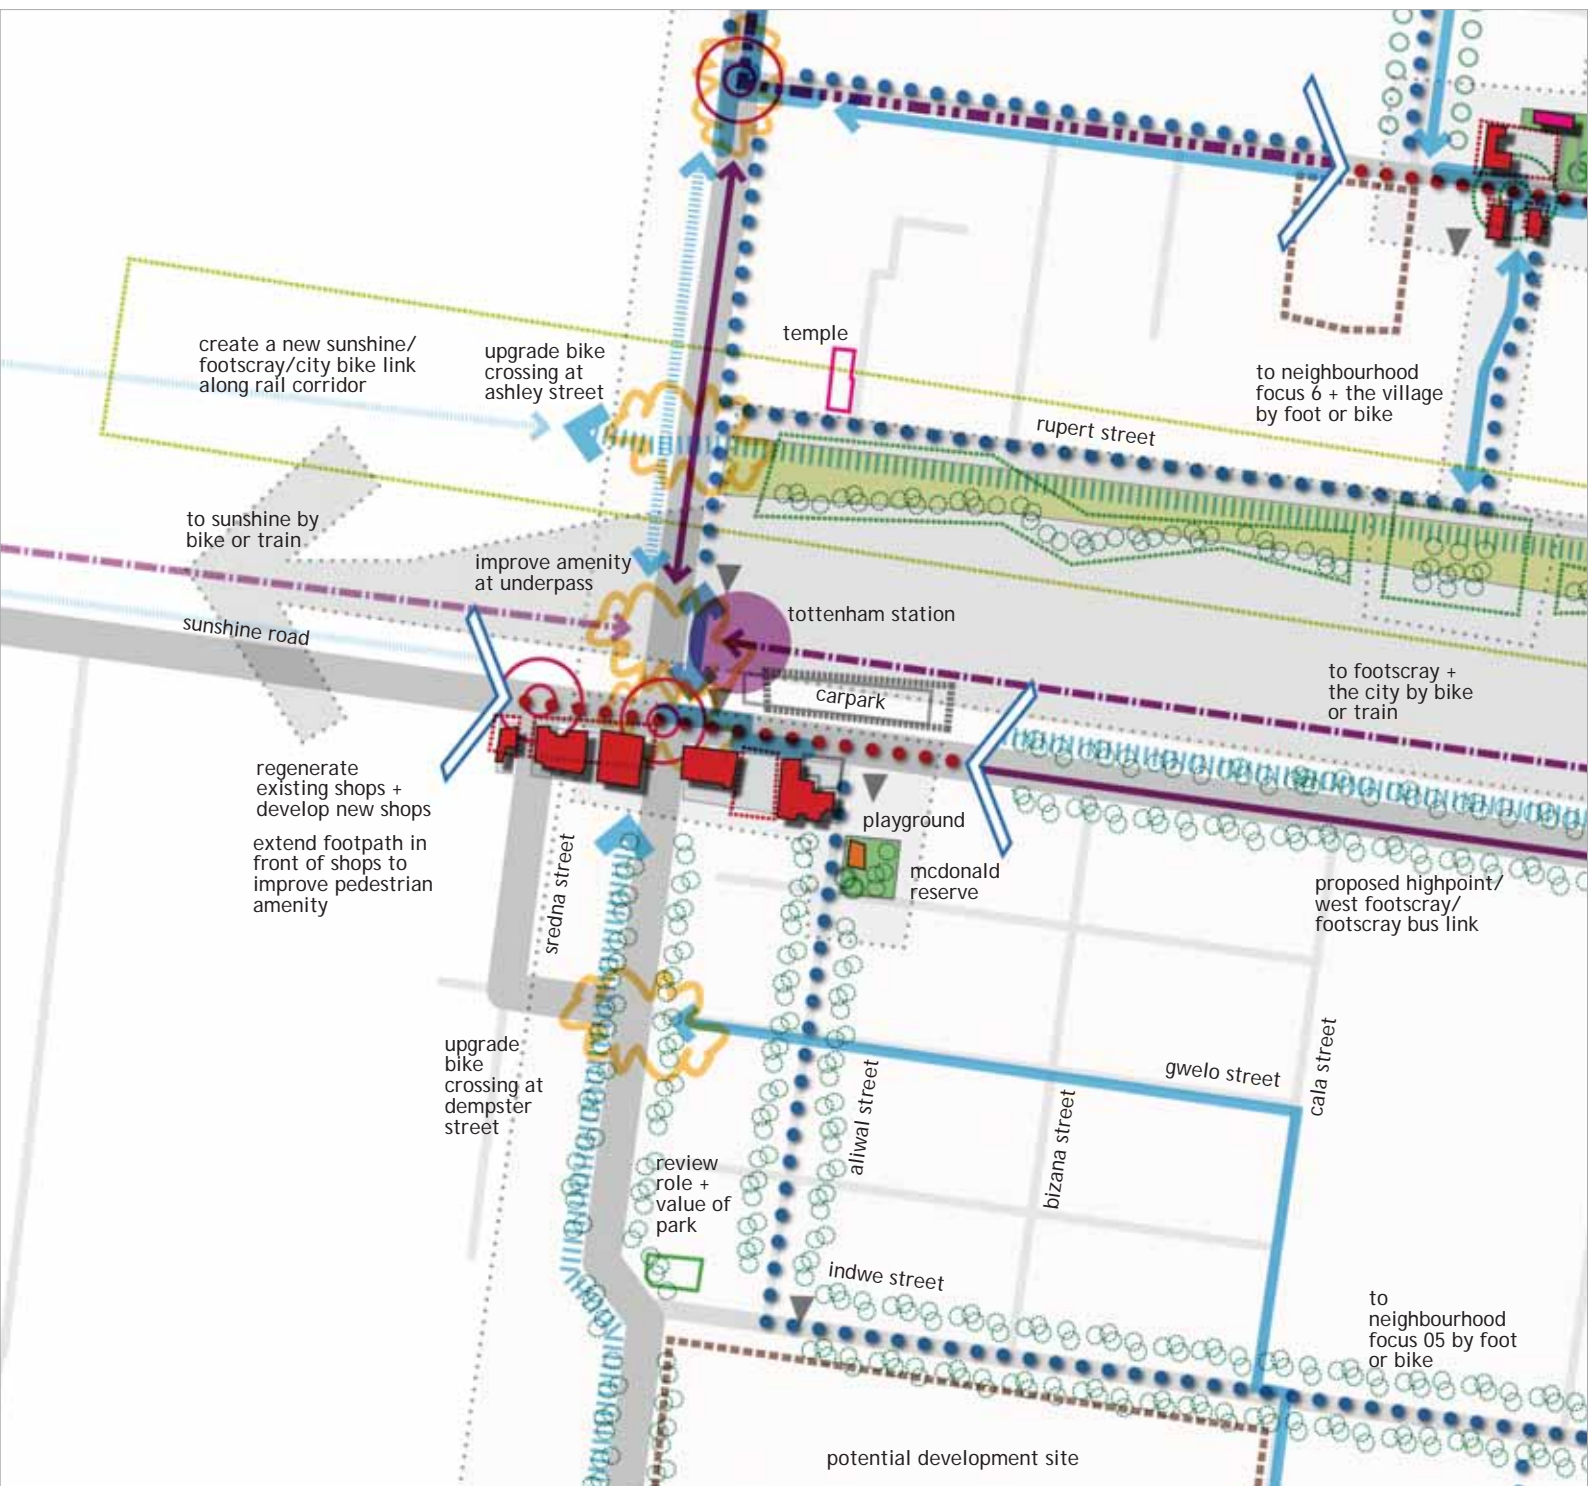 temple
create a new sunshine/
footscray/city bike link
along rail corridor
upgrade bike
crossing at
ashley street
to neighbourhood
focus 6 + the village
by foot or bike
rupert street
to sunshine by
bike or train
improve amenity
at underpass
tottenham station
sunshine road
carpark
to footscray +
the city by bike
or train
regenerate
existing shops +
develop new shops
extend footpath in
front of shops to
improve pedestrian
amenity
sredna street
playground
mcdonald
reserve
proposed highpoint/
west footscray/
footscray bus link
upgrade
bike
crossing at
dempster
street
gwelo street
cala street
aliwal street
bizana street
review
role +
value of
park
indwe street
to
neighbourhood
focus 05 by foot
or bike
potential development site